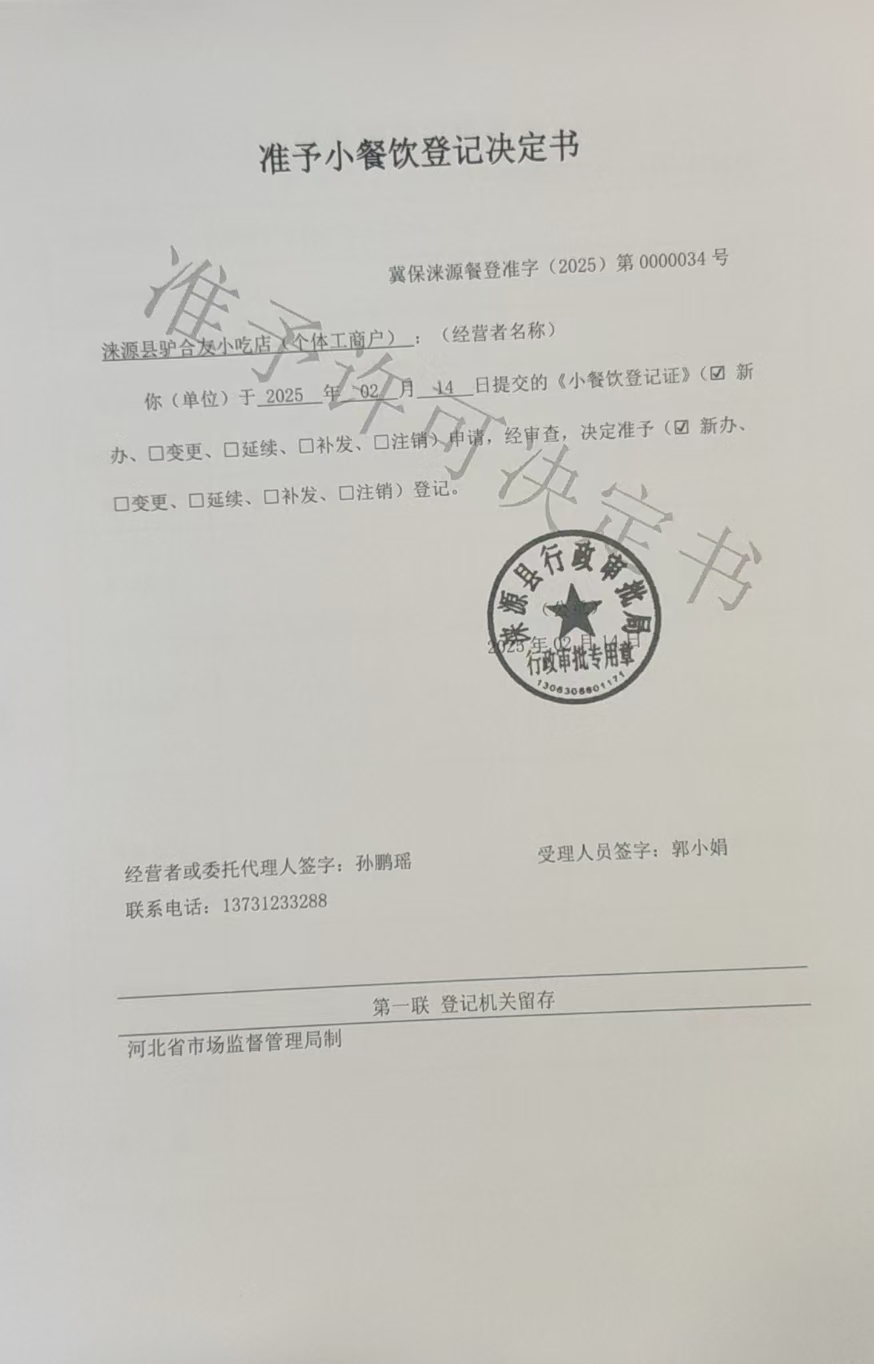 准予小餐饮登记决定书
冀保涞源餐登准字（2025）第 0000034 号
涞源县驴合友小吃店（个体工商户）：（经营者名称）
你（单位）于 2025 年 02 月 14 日提交的《小餐饮登记证》（☑ 新
办、□变更、□延续、□补发、□注销）申请，经审查，决定准予（☑ 新办、
□变更、□延续、□补发、□注销）登记。
准予许可决定书
涞源县行政审批局
2025 年 02 月 14 日
行政审批专用章
经营者或委托代理人签字：孙鹏瑶
受理人员签字：郭小娟
联系电话：13731233288
第一联 登记机关留存
河北省市场监督管理局制